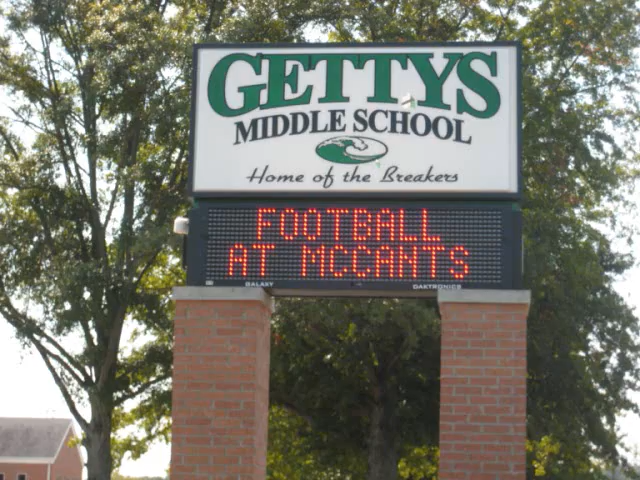 GETTYS
MIDDLE SCHOOL
Home of the Breakers
FOOTBALL
AT MCCANTS
GALAXY DAKTRONICS